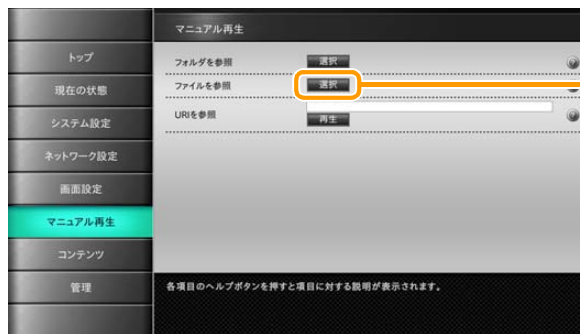 マニュアル再生
トップ
現在の状態
システム設定
ネットワーク設定
画面設定
マニュアル再生
コンテンツ
管理
フォルダを参照 選択
ファイルを参照 選択
URIを参照
再生
各項目のヘルプボタンを押すと項目に対する説明が表示されます。